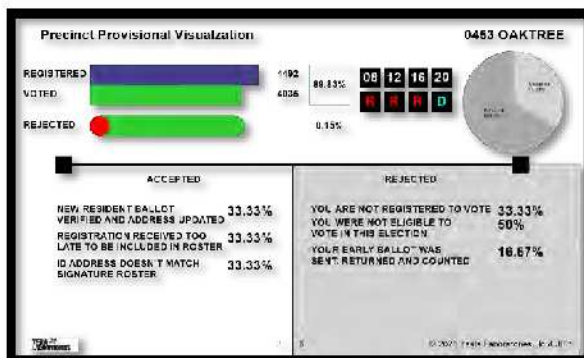 Precinct Provisional Visualzation
0453 OAKTREE
REGISTERED
4492
VOTED
4035
REJECTED
0.15%
08 12 16 20
R R R D
ACCEPTED
NEW RESIDENT BALLOT
VERIFIED AND ADDRESS UPDATED
33.33%
REGISTRATION RECEIVED TOO
LATE TO BE INCLUDED IN ROSTER
33.33%
ID ADDRESS DOESN'T MATCH
SIGNATURE ROSTER
33.33%
REJECTED
YOU ARE NOT REGISTERED TO VOTE
33.33%
YOU WERE NOT ELIGIBLE TO
VOTE IN THIS ELECTION
50%
YOUR EARLY BALLOT WAS
SENT, RETURNED AND COUNTED
16.67%